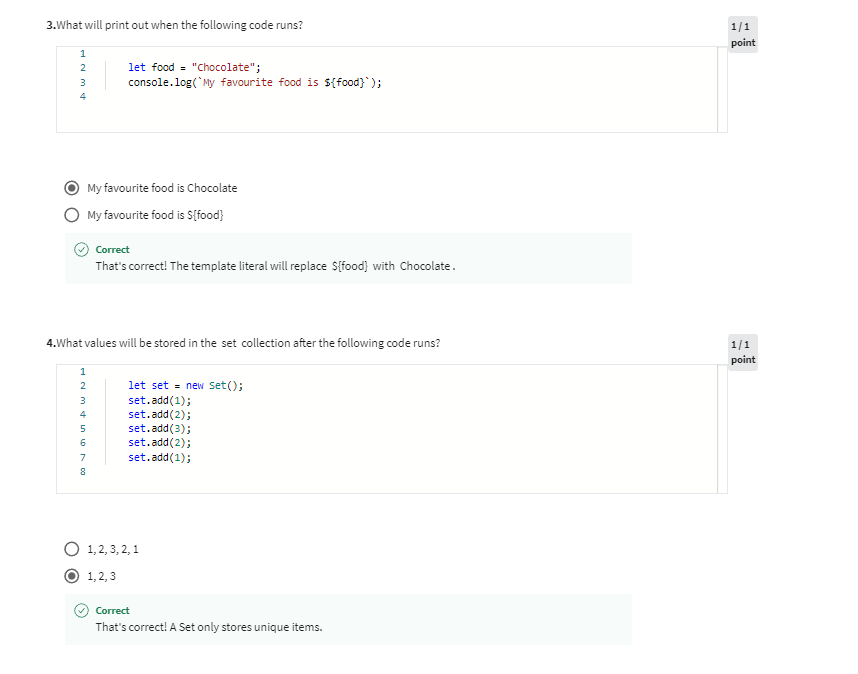 3.What will print out when the following code runs?
1/1
point
1
2 let food = "Chocolate";
3 console.log(`My favourite food is ${food}`);
4
My favourite food is Chocolate
My favourite food is ${food}
Correct
That's correct! The template literal will replace ${food} with Chocolate.
4.What values will be stored in the set collection after the following code runs?
1/1
point
1
2 let set = new Set();
3 set.add(1);
4 set.add(2);
5 set.add(3);
6 set.add(2);
7 set.add(1);
8
1, 2, 3, 2, 1
1, 2, 3
Correct
That's correct! A Set only stores unique items.